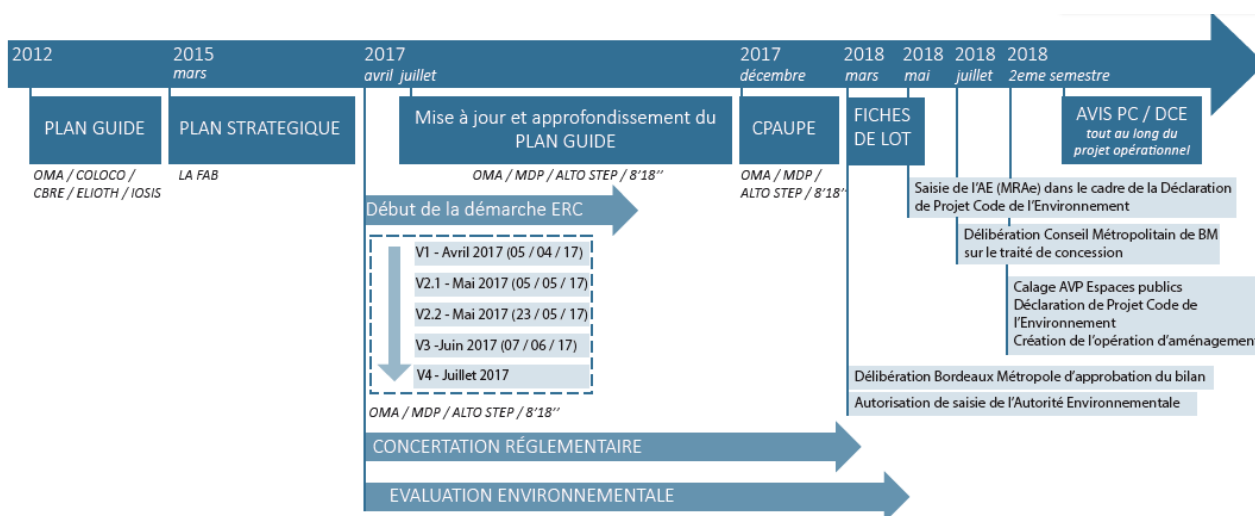 2012
2015
mars
2017
avril juillet
2017
décembre
2018
mars
2018
mai
2018
juillet
2018
2eme semestre
PLAN GUIDE
PLAN STRATEGIQUE
Mise à jour et approfondissement du
PLAN GUIDE
CPAUPE
FICHES
DE LOT
AVIS PC / DCE
tout au long du
projet opérationnel
OMA / COLOCO /
CBRE / ELIOTH / IOSIS
LA FAB
OMA / MDP / ALTO STEP / 8'18''
OMA / MDP /
ALTO STEP / 8'18''
Début de la démarche ERC
V1 - Avril 2017 (05 / 04 / 17)
V2.1 - Mai 2017 (05 / 05 / 17)
V2.2 - Mai 2017 (23 / 05 / 17)
V3 -Juin 2017 (07 / 06 / 17)
V4 - Juillet 2017
OMA / MDP / ALTO STEP / 8'18''
Saisie de l'AE (MRAe) dans le cadre de la Déclaration
de Projet Code de l'Environnement
Délibération Conseil Métropolitain de BM
sur le traité de concession
Calage AVP Espaces publics
Déclaration de Projet Code de
l'Environnement
Création de l'opération d'aménagement
Délibération Bordeaux Métropole d'approbation du bilan
Autorisation de saisie de l'Autorité Environnementale
CONCERTATION RÉGLEMENTAIRE
EVALUATION ENVIRONNEMENTALE